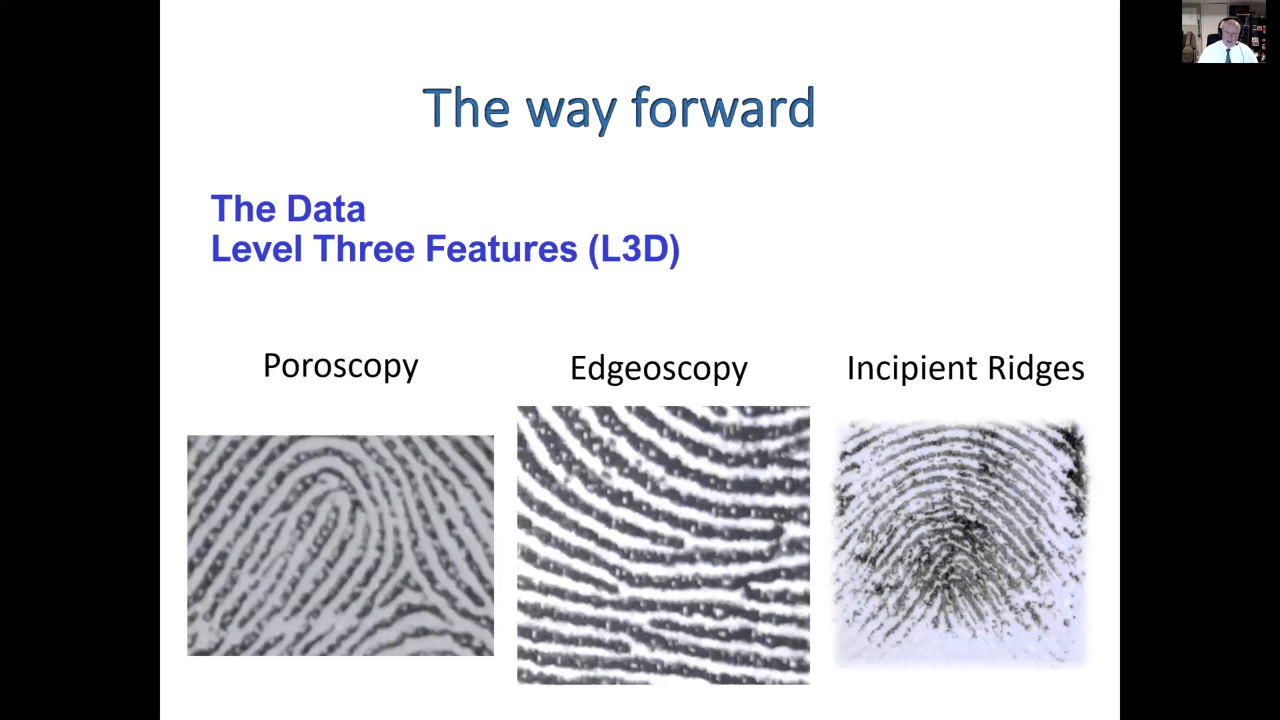 The way forward
The Data
Level Three Features (L3D)
Poroscopy
Edgeoscopy
Incipient Ridges